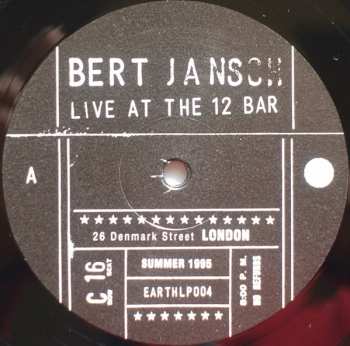 BERT JANSCH
LIVE AT THE 12 BAR
A
★★★★★★★★★★★★★★
26 Denmark Street LONDON
C 16
SUMMER 1995
EARTHLP004
★★★★★★★
8:00 P. M.
NO REFUNDS